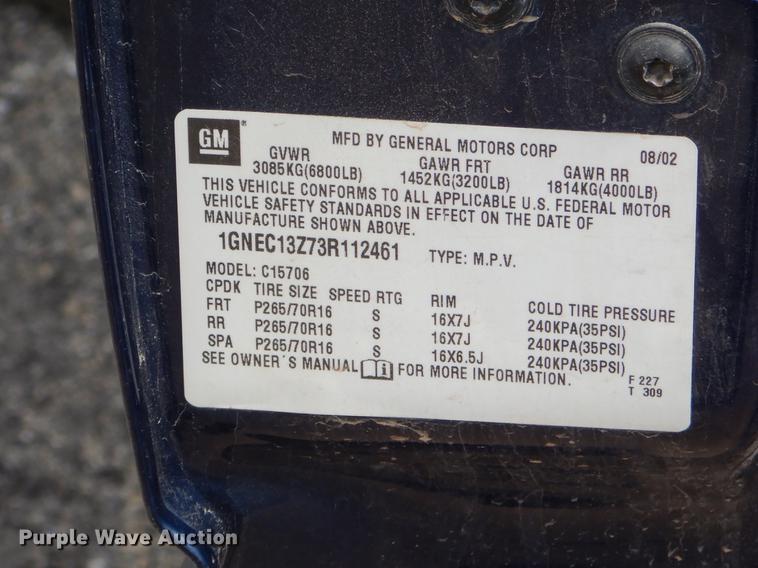 GM ®
MFD BY GENERAL MOTORS CORP 08/02
GVWR GAWR FRT GAWR RR
3085KG(6800LB) 1452KG(3200LB) 1814KG(4000LB)
THIS VEHICLE CONFORMS TO ALL APPLICABLE U.S. FEDERAL MOTOR
VEHICLE SAFETY STANDARDS IN EFFECT ON THE DATE OF
MANUFACTURE SHOWN ABOVE.
1GNEC13Z73R112461 TYPE: M.P.V.
MODEL: C15706
CPDK TIRE SIZE SPEED RTG RIM COLD TIRE PRESSURE
FRT P265/70R16 S 16X7J 240KPA(35PSI)
RR P265/70R16 S 16X7J 240KPA(35PSI)
SPA P265/70R16 S 16X6.5J 240KPA(35PSI)
SEE OWNER'S MANUAL i FOR MORE INFORMATION.
F 227
T 309
Purple Wave Auction